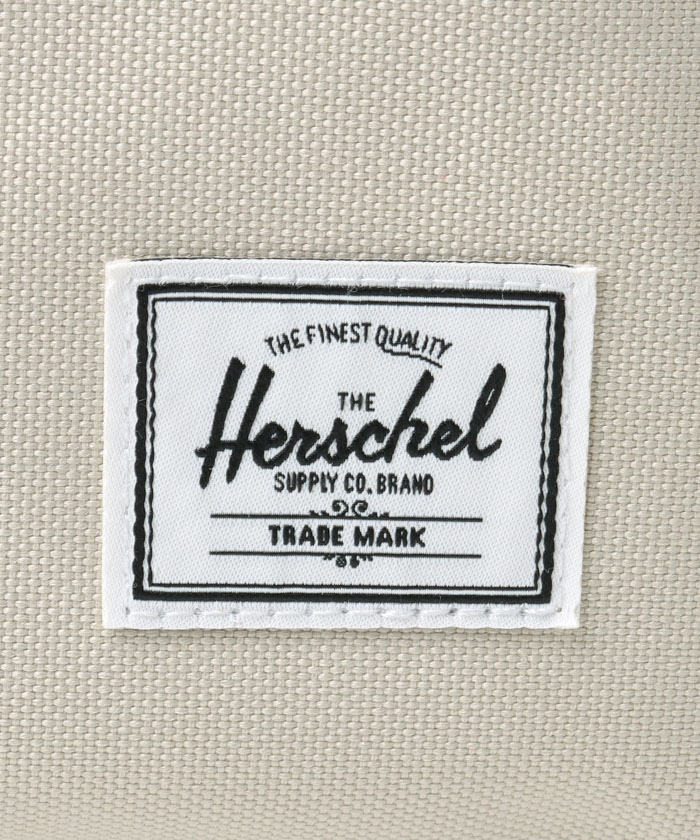 THE FINEST QUALITY
THE
Herschel
SUPPLY CO. BRAND
TRADE MARK